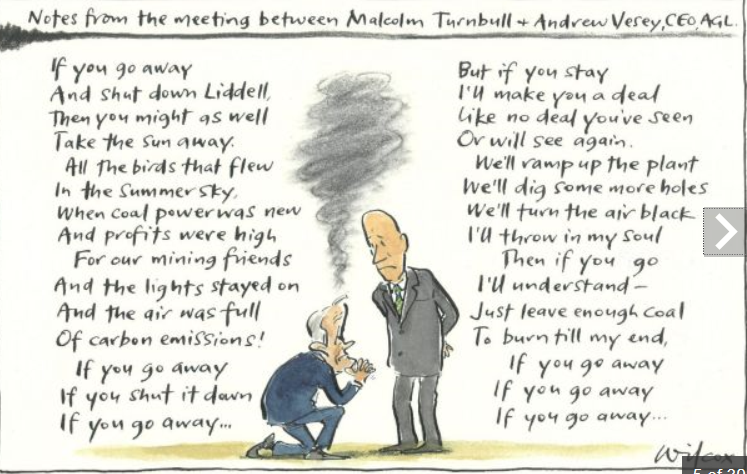 Notes from the meeting between Malcolm Turnbull + Andrew Vesey, CEO, AGL.
If you go away
And shut down Liddell,
Then you might as well
Take the sun away.
All the birds that flew
In the summer sky,
When coal power was new
And profits were high
For our mining friends
And the lights stayed on
And the air was full
Of carbon emissions!
If you go away
If you shut it down
If you go away...
But if you stay
I'll make you a deal
Like no deal you've seen
Or will see again.
We'll ramp up the plant
We'll dig some more holes
We'll turn the air black
I'll throw in my soul
Then if you go
I'll understand –
Just leave enough coal
To burn till my end,
If you go away
If you go away
If you go away...
Wilcox